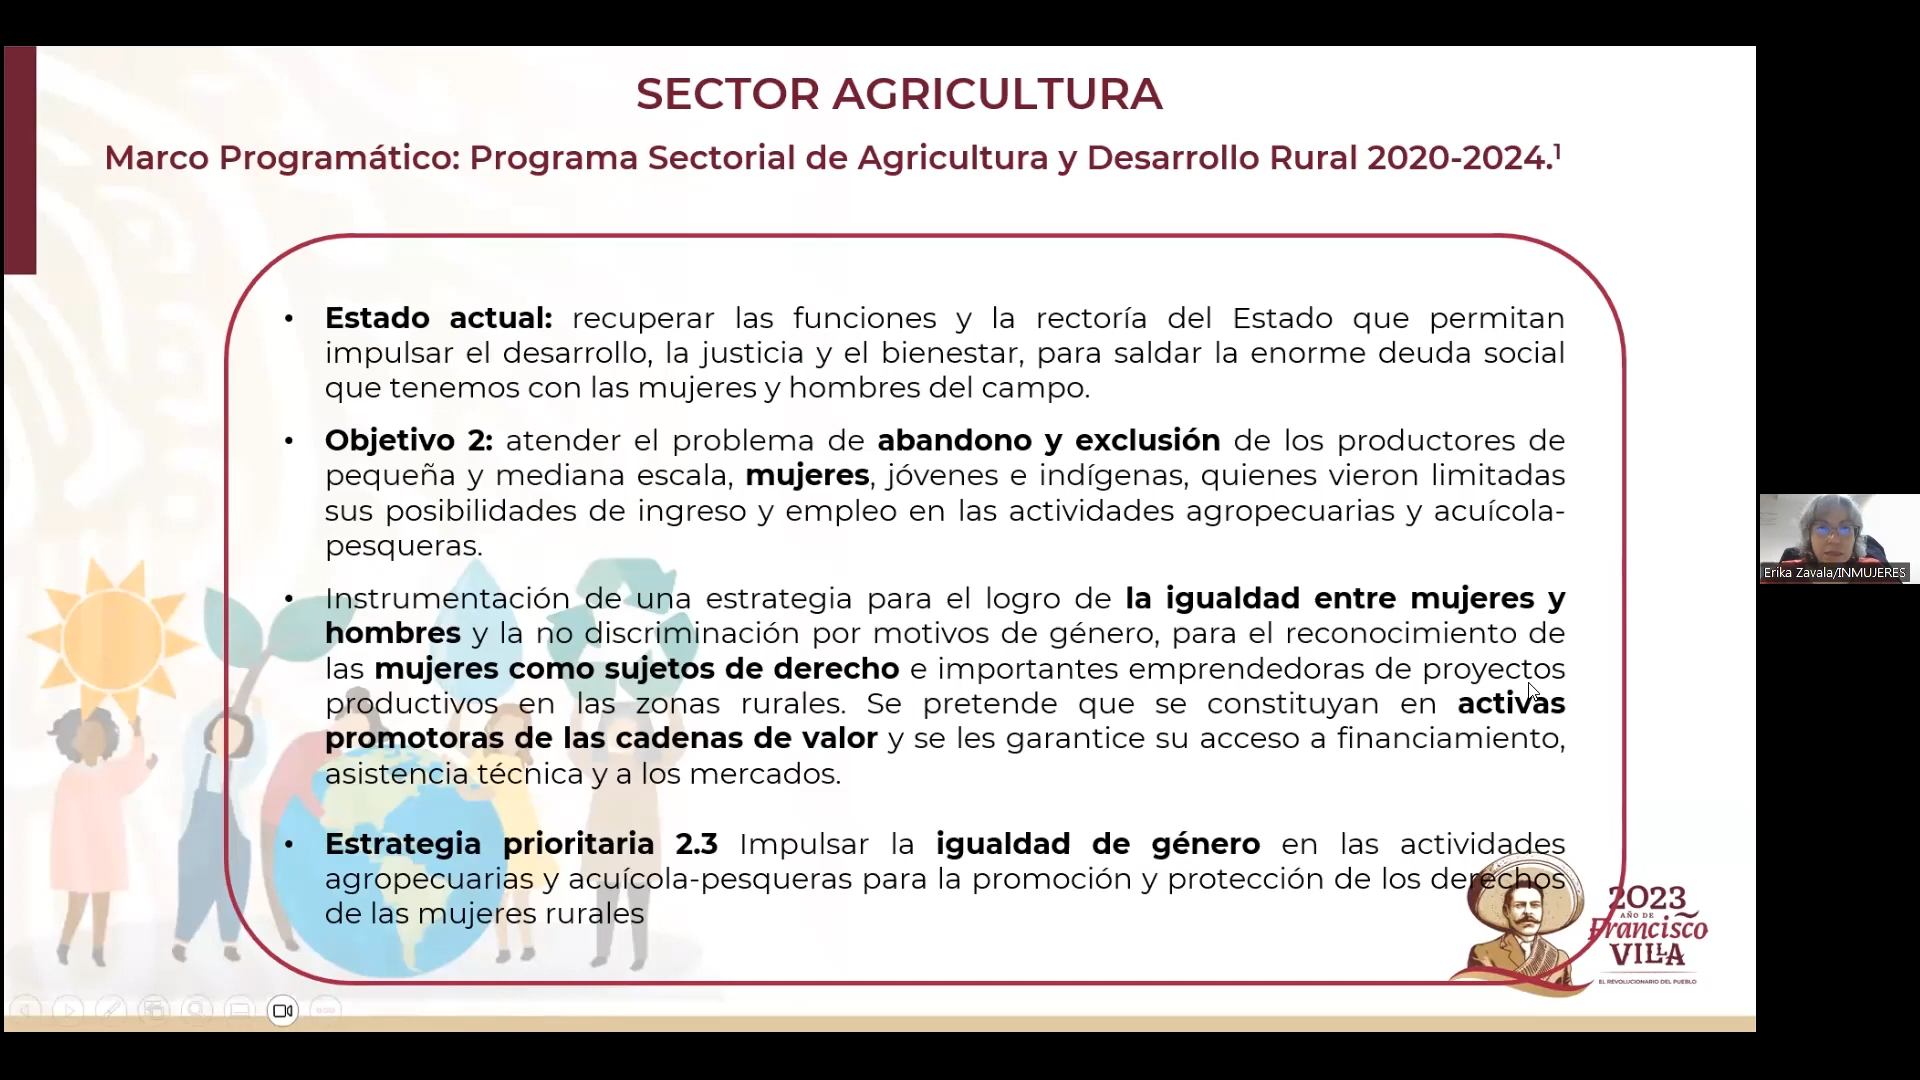 SECTOR AGRICULTURA
Marco Programático: Programa Sectorial de Agricultura y Desarrollo Rural 2020-2024.¹
• Estado actual: recuperar las funciones y la rectoría del Estado que permitan
impulsar el desarrollo, la justicia y el bienestar, para saldar la enorme deuda social
que tenemos con las mujeres y hombres del campo.
• Objetivo 2: atender el problema de abandono y exclusión de los productores de
pequeña y mediana escala, mujeres, jóvenes e indígenas, quienes vieron limitadas
sus posibilidades de ingreso y empleo en las actividades agropecuarias y acuícola-
pesqueras.
• Instrumentación de una estrategia para el logro de la igualdad entre mujeres y
hombres y la no discriminación por motivos de género, para el reconocimiento de
las mujeres como sujetos de derecho e importantes emprendedoras de proyectos
productivos en las zonas rurales. Se pretende que se constituyan en activas
promotoras de las cadenas de valor y se les garantice su acceso a financiamiento,
asistencia técnica y a los mercados.
• Estrategia prioritaria 2.3 Impulsar la igualdad de género en las actividades
agropecuarias y acuícola-pesqueras para la promoción y protección de los derechos
de las mujeres rurales
2023
AÑO DE
Francisco
VILLA
EL REVOLUCIONARIO DEL PUEBLO
Erika Zavala/INMUJERES